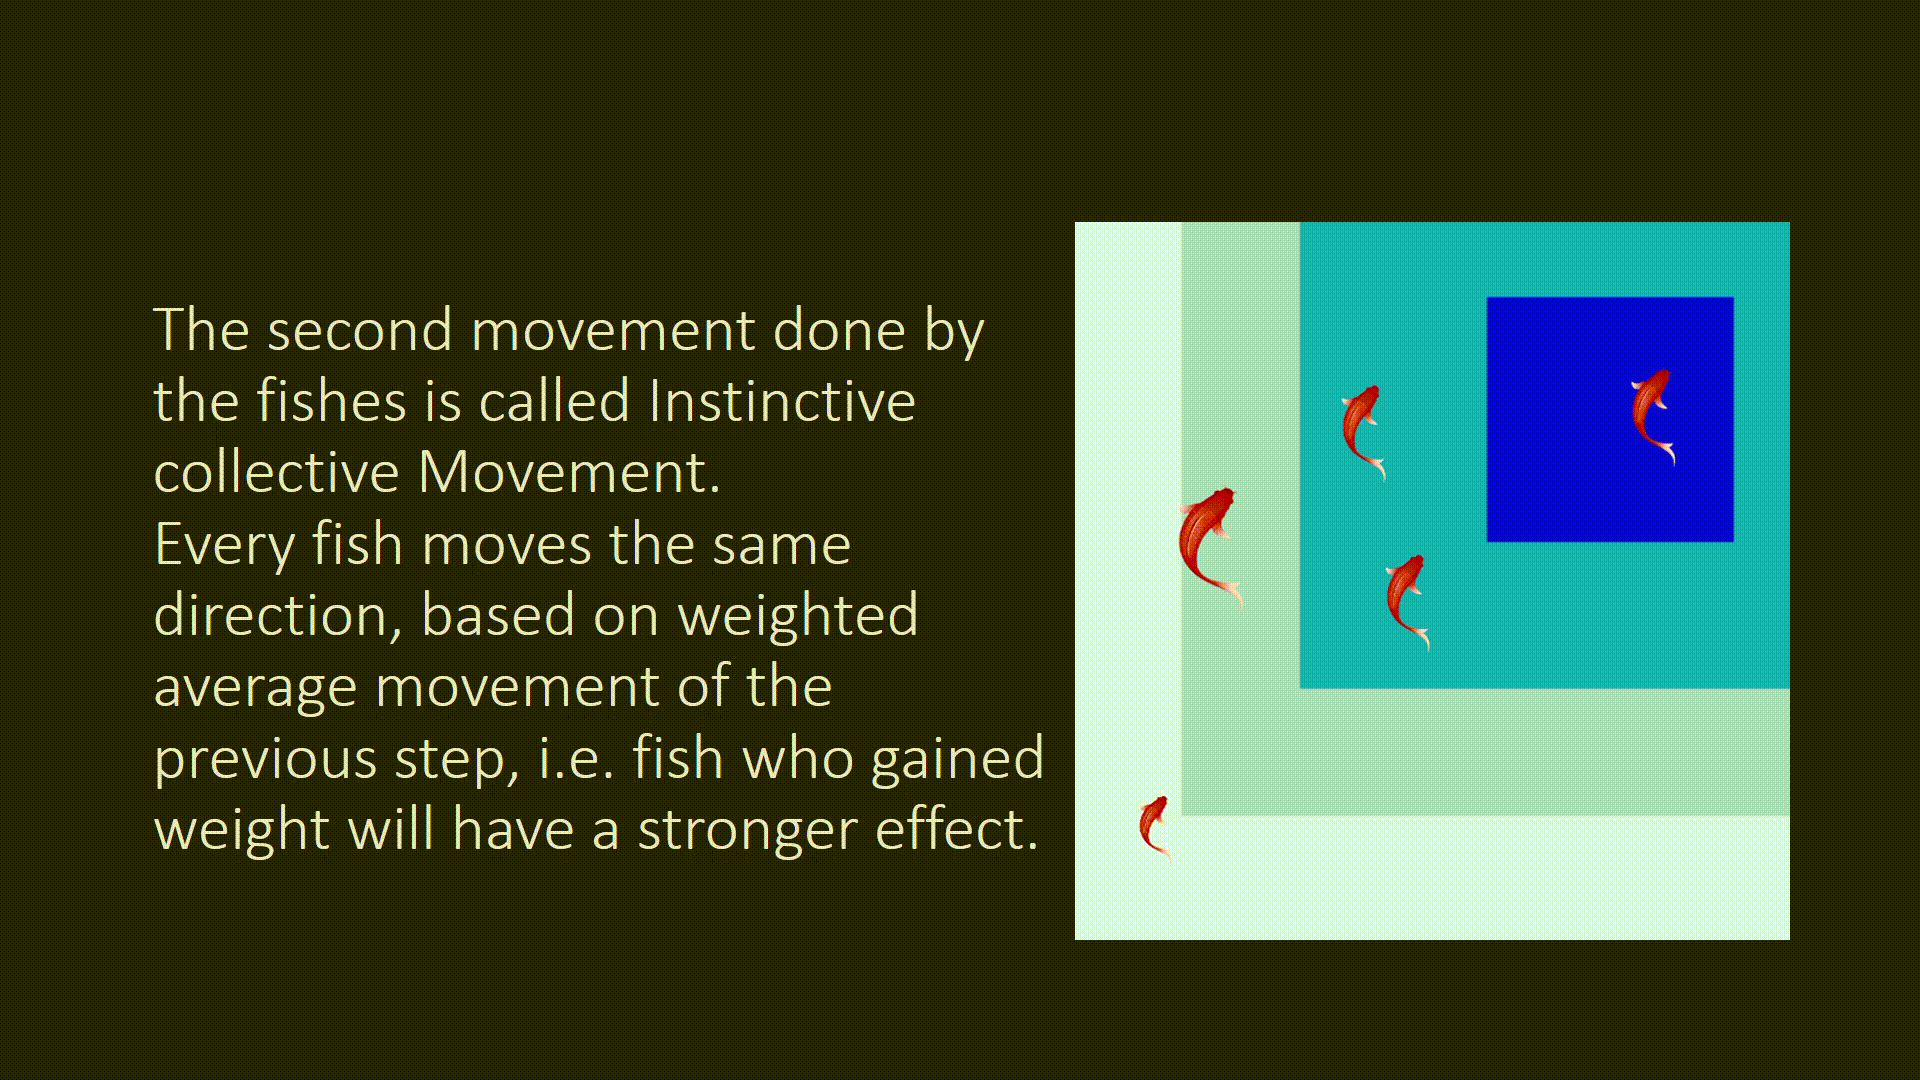 The second movement done by
the fishes is called Instinctive
collective Movement.
Every fish moves the same
direction, based on weighted
average movement of the
previous step, i.e. fish who gained
weight will have a stronger effect.